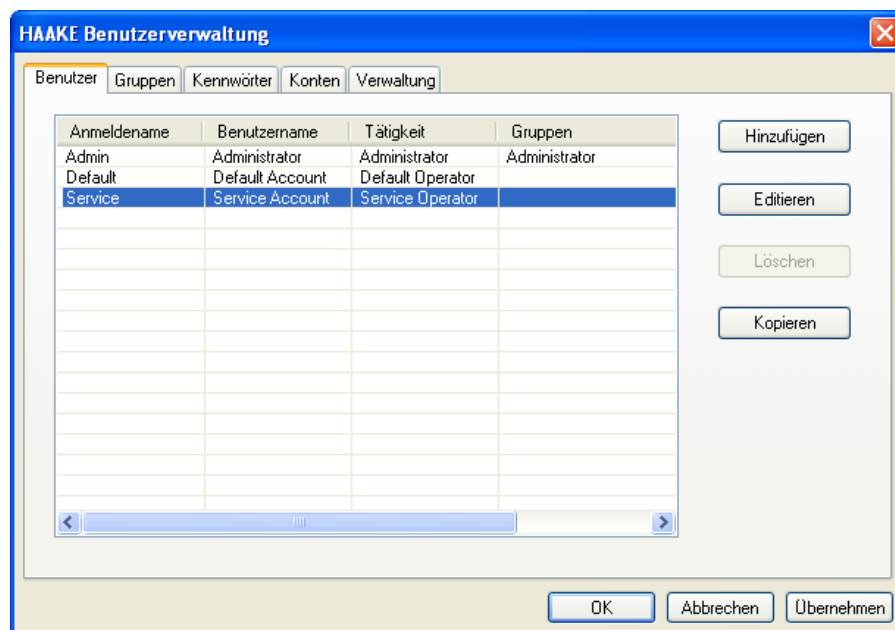 HAAKE Benutzerverwaltung
Benutzer Gruppen Kennwörter Konten Verwaltung
Anmeldename Benutzername Tätigkeit Gruppen
Admin Administrator Administrator Administrator
Default Default Account Default Operator
Service Service Account Service Operator
Hinzufügen
Editieren
Löschen
Kopieren
OK Abbrechen Übernehmen